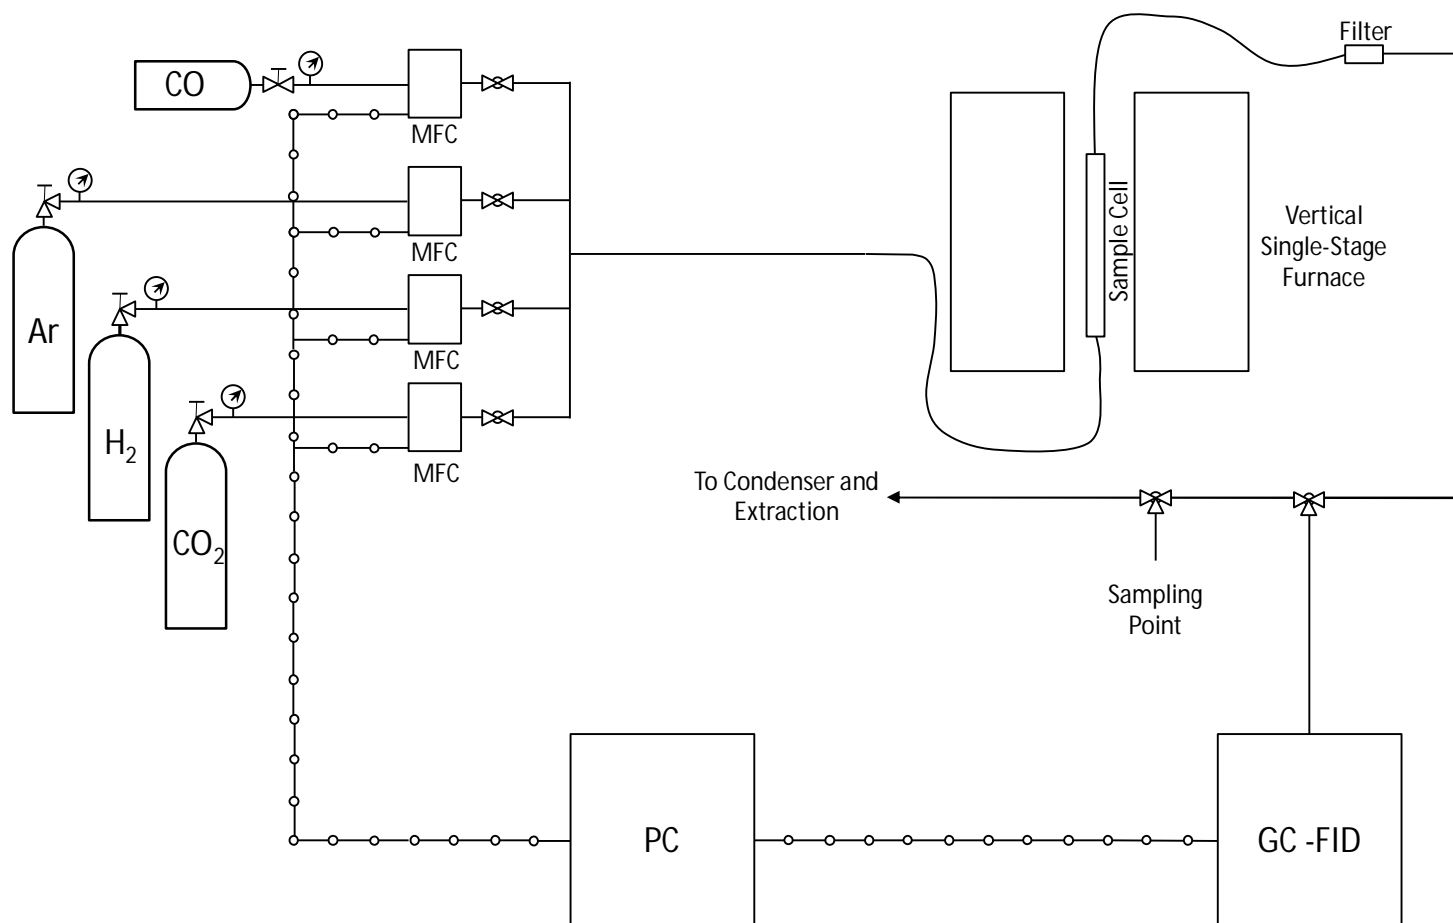 Filter
CO
MFC
Vertical
Single-Stage
Furnace
Sample Cell
MFC
Ar
MFC
H₂
MFC
CO₂
To Condenser and
Extraction
Sampling
Point
PC
GC -FID